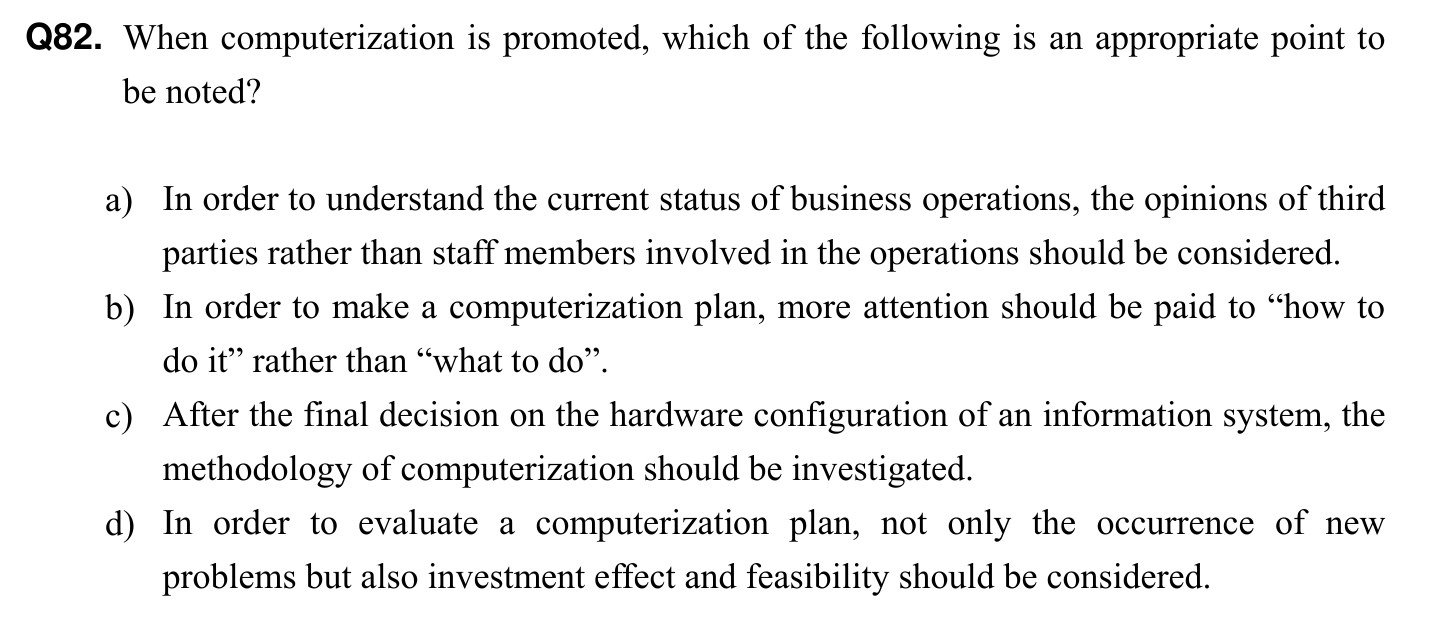 Q82. When computerization is promoted, which of the following is an appropriate point to
be noted?
a) In order to understand the current status of business operations, the opinions of third
parties rather than staff members involved in the operations should be considered.
b) In order to make a computerization plan, more attention should be paid to “how to
do it” rather than “what to do”.
c) After the final decision on the hardware configuration of an information system, the
methodology of computerization should be investigated.
d) In order to evaluate a computerization plan, not only the occurrence of new
problems but also investment effect and feasibility should be considered.